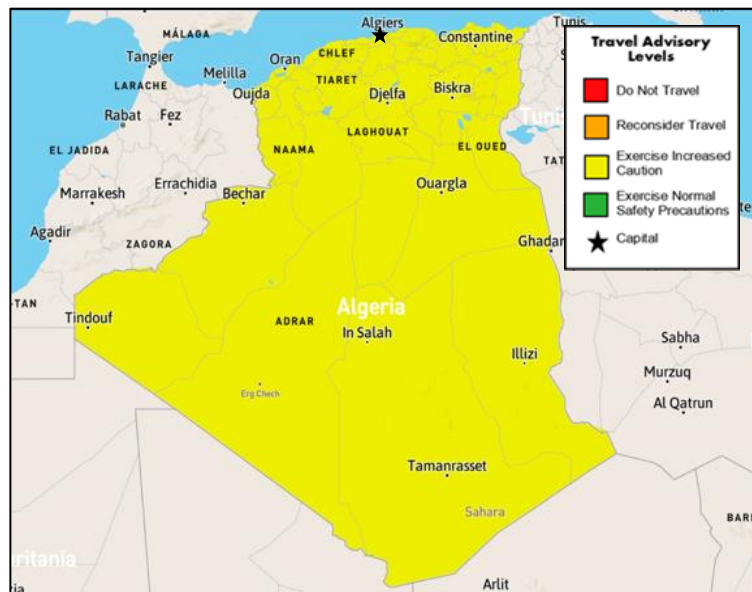 MÁLAGA
Algiers
Tunis
Constantine
Tangier
Oran
CHLEF
Melilla
LARACHE
TIARET
Oujda
Djelfa
Biskra
Rabat
Fez
LAGHOUAT
EL JADIDA
NAAMA
EL OUED
Errachidia
Ouargla
Marrakesh
Bechar
Agadir
ZAGORA
Ghadar
Algeria
Tindouf
ADRAR
In Salah
Illizi
Sabha
Murzuq
Erg Chech
Al Qatrun
Tamanrasset
Sahara
BAR
Arlit
Travel Advisory
Levels
Do Not Travel
Reconsider Travel
Exercise Increased
Caution
Exercise Normal
Safety Precautions
Capital